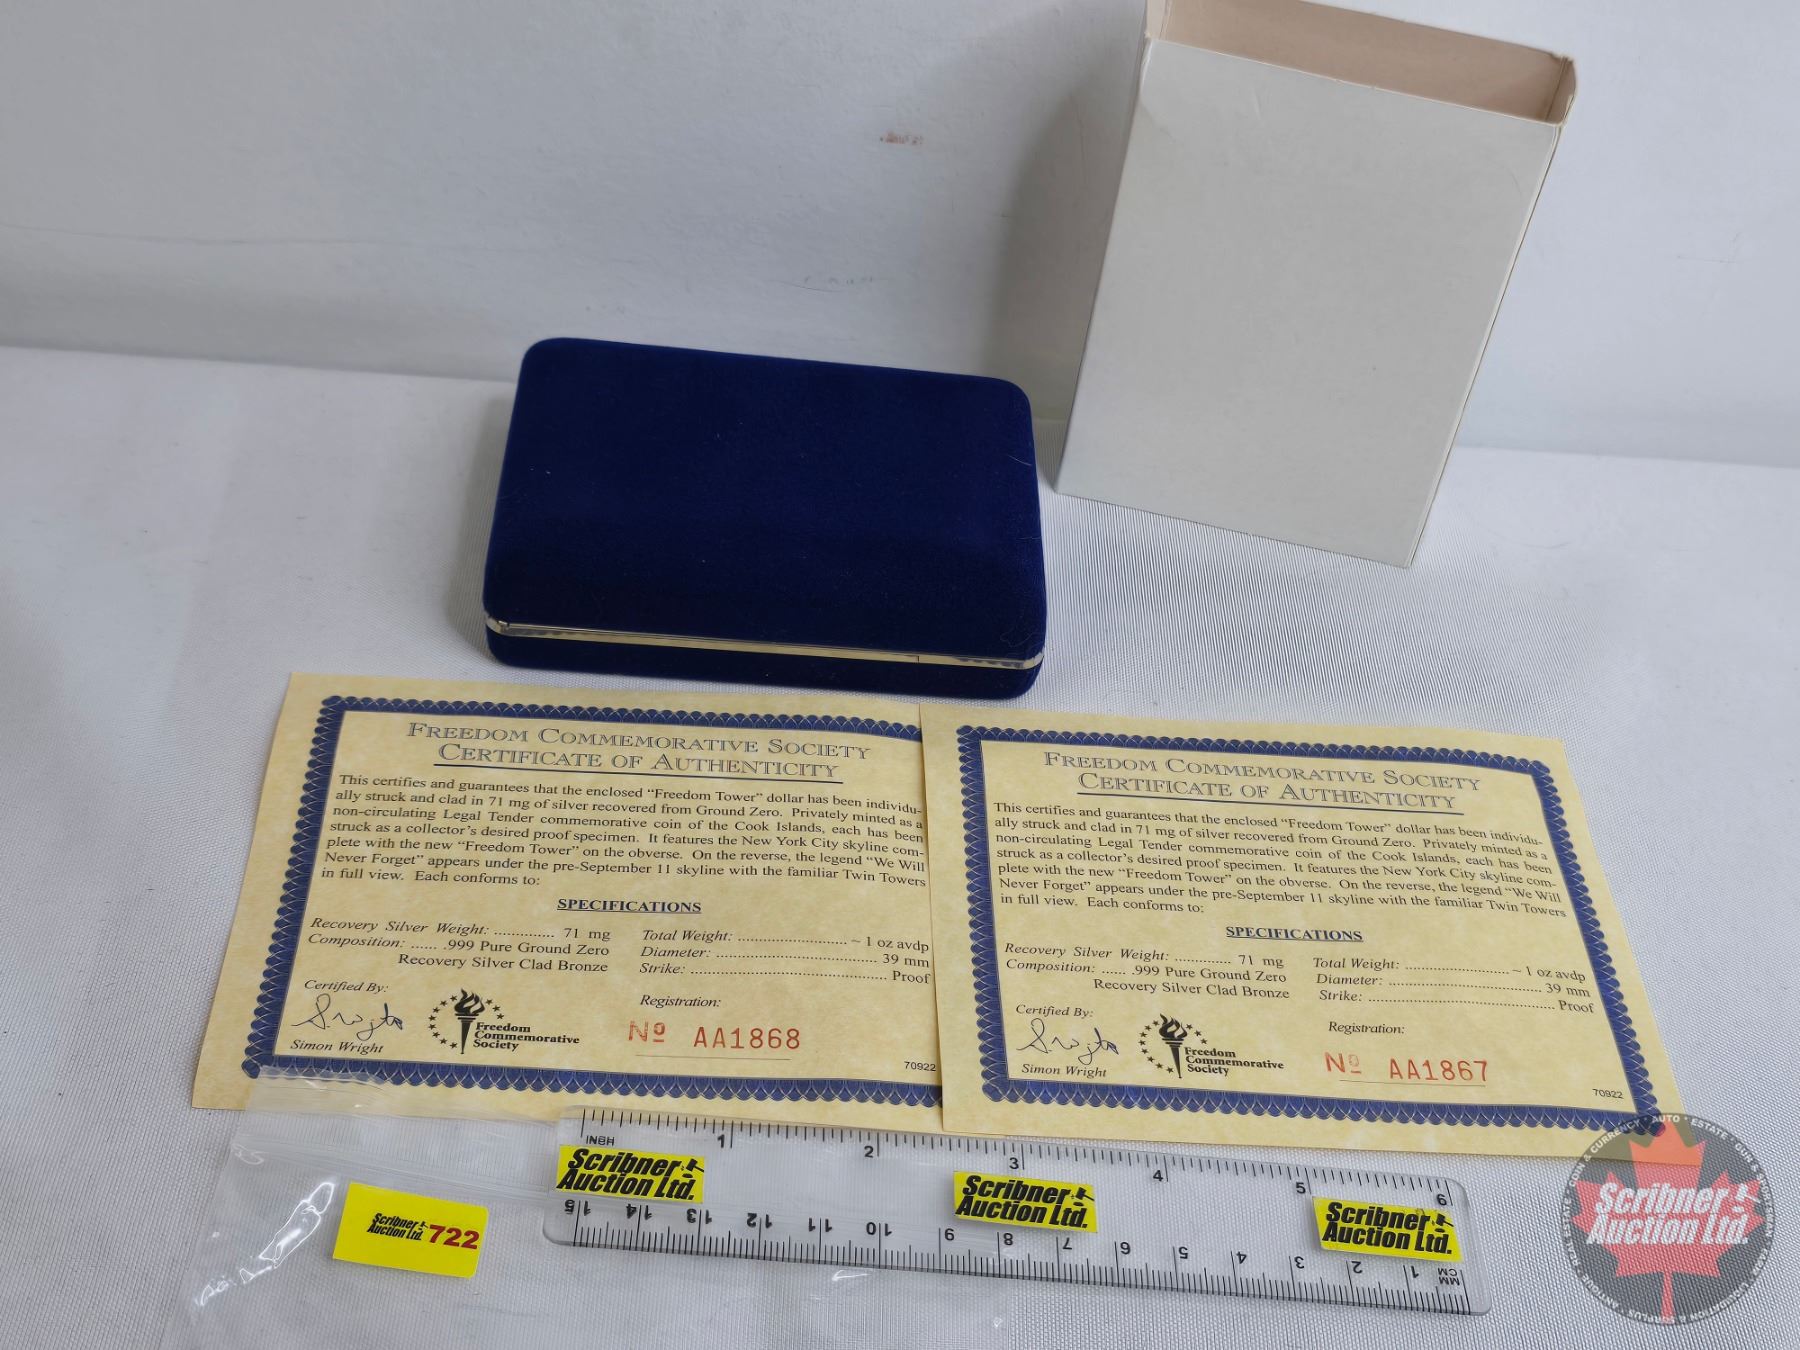 FREEDOM COMMEMORATIVE SOCIETY
CERTIFICATE OF AUTHENTICITY
This certifies and guarantees that the enclosed "Freedom Tower" dollar has been individu-
ally struck and clad in 71 mg of silver recovered from Ground Zero. Privately minted as a
non-circulating Legal Tender commemorative coin of the Cook Islands, each has been
struck as a collector's desired proof specimen. It features the New York City skyline com-
plete with the new "Freedom Tower" on the obverse. On the reverse, the legend "We Will
Never Forget" appears under the pre-September 11 skyline with the familiar Twin Towers
in full view. Each conforms to:
SPECIFICATIONS
Recovery Silver Weight: ............. 71 mg
Composition: ...... .999 Pure Ground Zero
Recovery Silver Clad Bronze
Total Weight: .......................... ~ 1 oz avdp
Diameter: ...................................... 39 mm
Strike: ............................................... Proof
Certified By:
Simon Wright
Freedom
Commemorative
Society
Registration:
Nº AA1868
70922
FREEDOM COMMEMORATIVE SOCIETY
CERTIFICATE OF AUTHENTICITY
This certifies and guarantees that the enclosed "Freedom Tower" dollar has been individu-
ally struck and clad in 71 mg of silver recovered from Ground Zero. Privately minted as a
non-circulating Legal Tender commemorative coin of the Cook Islands, each has been
struck as a collector's desired proof specimen. It features the New York City skyline com-
plete with the new "Freedom Tower" on the obverse. On the reverse, the legend "We Will
Never Forget" appears under the pre-September 11 skyline with the familiar Twin Towers
in full view. Each conforms to:
SPECIFICATIONS
Recovery Silver Weight: ............. 71 mg
Composition: ...... .999 Pure Ground Zero
Recovery Silver Clad Bronze
Total Weight: .......................... ~ 1 oz avdp
Diameter: ...................................... 39 mm
Strike: ............................................... Proof
Certified By:
Simon Wright
Freedom
Commemorative
Society
Registration:
Nº AA1867
70922
INCH 1 2 3 4 5 6
Scribner
Auction Ltd.
Scribner
Auction Ltd.
Scribner
Auction Ltd.
15 14 13 12 11 10 9 8 7 6 5 4 3 2 1 CM
MM
Scribner
Auction Ltd. 722
Scribner
Auction Ltd.
COIN & CURRENCY AUTO ESTATE